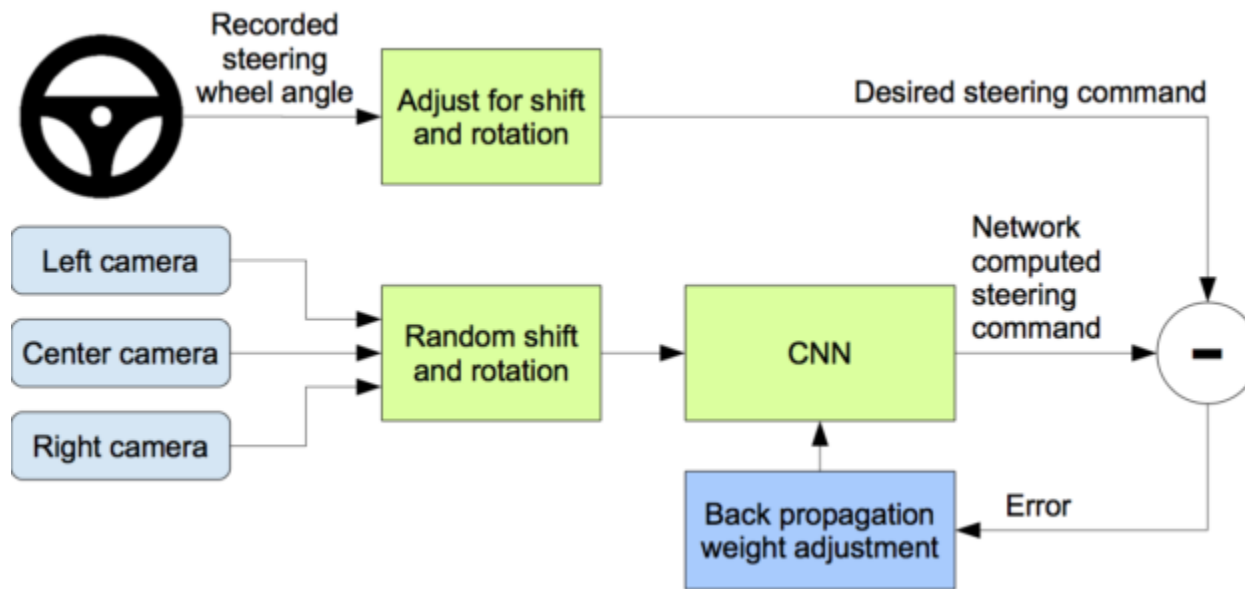 Recorded
steering
wheel angle
Adjust for shift
and rotation
Desired steering command
Left camera
Center camera
Right camera
Random shift
and rotation
CNN
Network
computed
steering
command
-
Back propagation
weight adjustment
Error